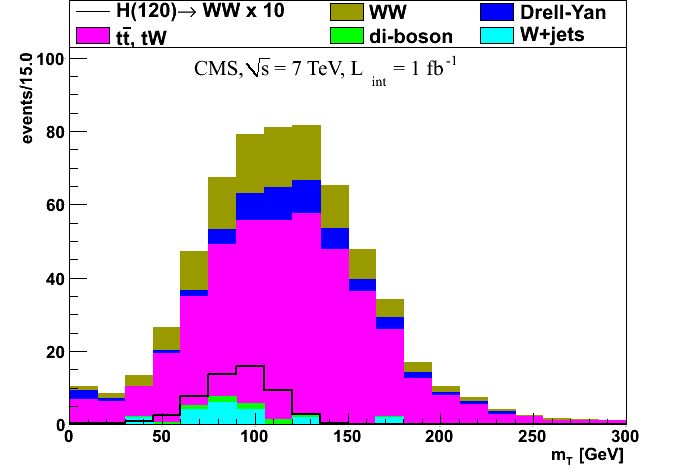 H(120)→ WW x 10 WW Drell-Yan
tt̄, tW di-boson W+jets
CMS, √s = 7 TeV, L int = 1 fb-1
events/15.0
100
80
60
40
20
0
0 50 100 150 200 250 300
mT [GeV]